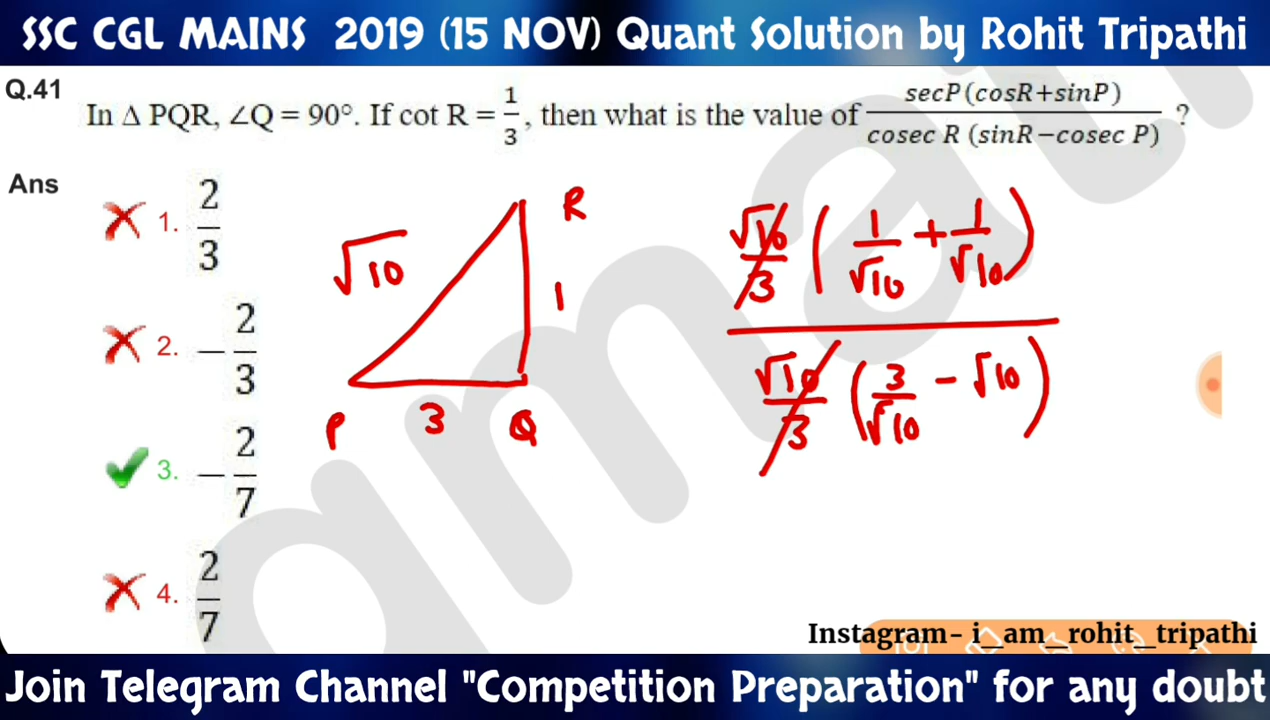 SSC CGL MAINS 2019 (15 NOV) Quant Solution by Rohit Tripathi
Q.41
In Δ PQR, ∠Q = 90°. If cot R = 1/3, then what is the value of secP(cosR+sinP)/cosec R (sinR−cosec P) ?
Ans
1. 2/3
2. −2/3
3. −2/7
4. 2/7
R
√10
1
P
3
Q
√10/3 (1/√10 + 1/√10)
√10/3 (3/√10 − √10)
amati
Instagram- i_am_rohit_tripathi
Join Telegram Channel "Competition Preparation" for any doubt